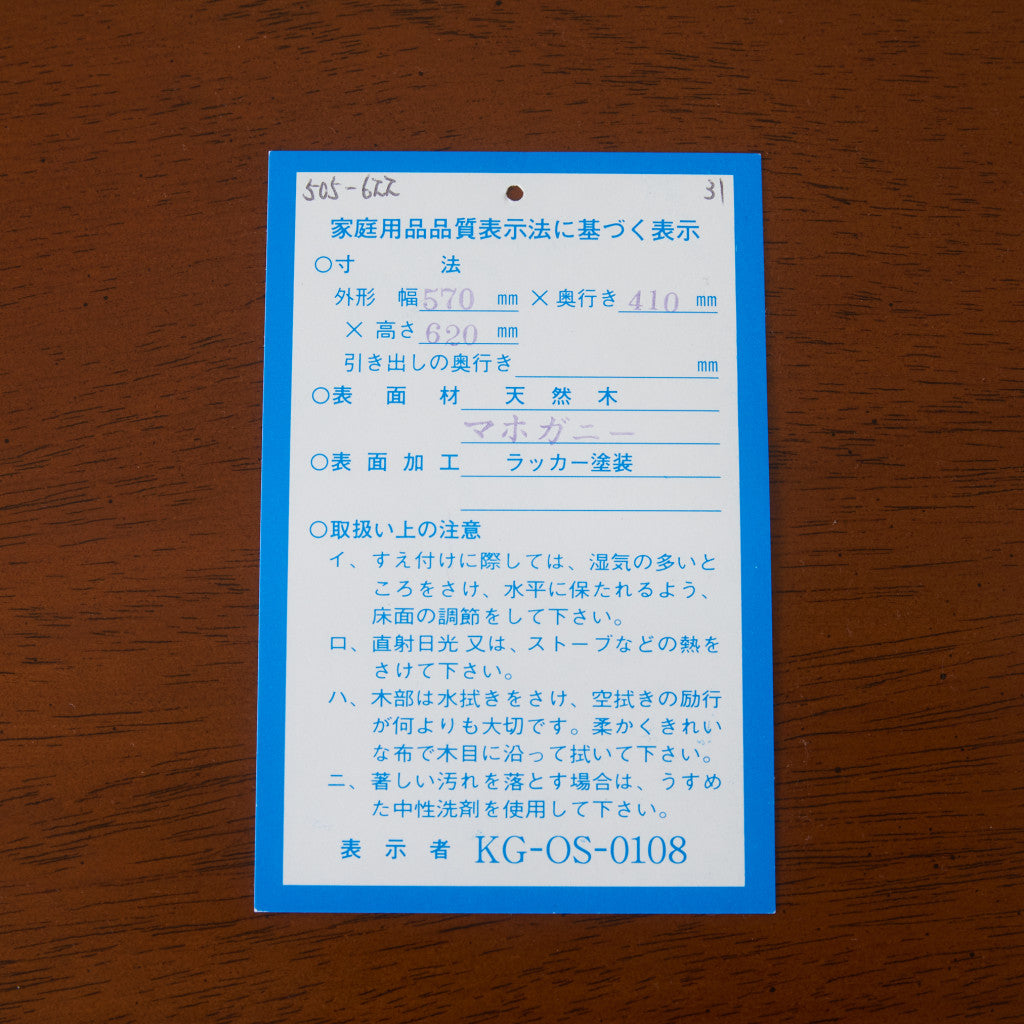 505-6エエ 31
家庭用品品質表示法に基づく表示
○寸 法
外形 幅 570 mm × 奥行き 410 mm
× 高さ 620 mm
引き出しの奥行き mm
○表 面 材 天 然 木
マホガニー
○表 面 加 工 ラッカー塗装
○取扱い上の注意
イ、すえ付けに際しては、湿気の多いと
ころをさけ、水平に保たれるよう、
床面の調節をして下さい。
ロ、直射日光 又は、ストーブなどの熱を
さけて下さい。
ハ、木部は水拭きをさけ、空拭きの励行
が何よりも大切です。柔かくきれい
な布で木目に沿って拭いて下さい。
ニ、著しい汚れを落とす場合は、うすめ
た中性洗剤を使用して下さい。
表 示 者 KG-OS-0108